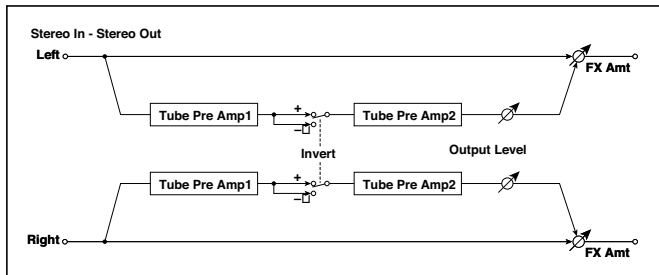 Stereo In - Stereo Out
Left
FX Amt
Tube Pre Amp1
+
–
Tube Pre Amp2
Invert
Output Level
Tube Pre Amp1
+
–
Tube Pre Amp2
Right
FX Amt